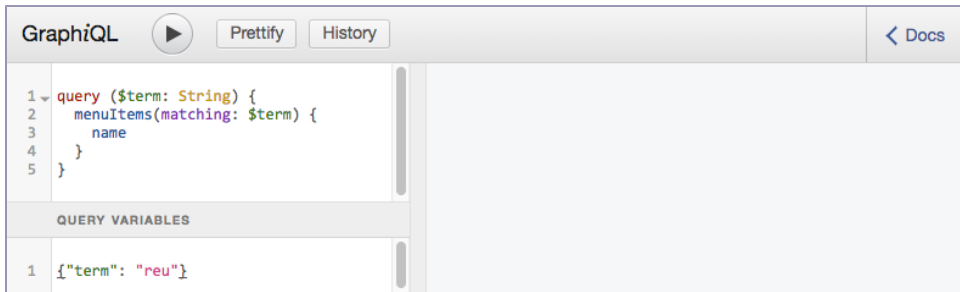 GraphiQL Prettify History Docs
1 query ($term: String) {
2 menuItems(matching: $term) {
3 name
4 }
5 }
QUERY VARIABLES
1 {"term": "reu"}